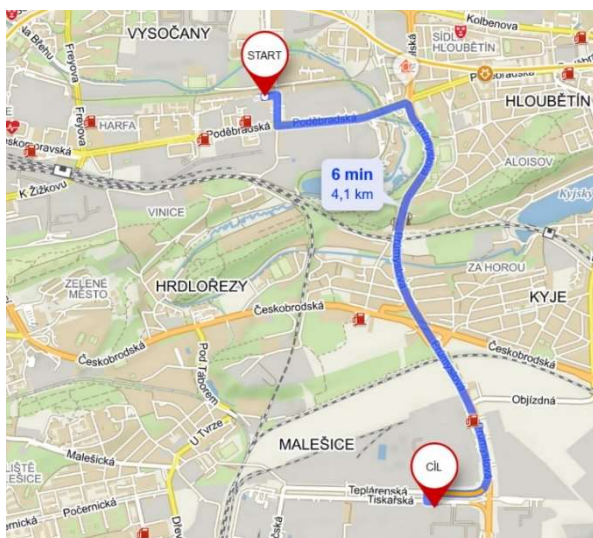 VYSOČANY
Kolbenova
SÍDL.
HLOUBĚTÍN
START
Freyova
Freyova
HARFA
Poděbradská
Poděbradská
HLOUBĚTÍN
ALOISOV
K Žižkovu
6 min
4,1 km
VINICE
Kyjský
ZELENÉ
MĚSTO
HRDLOŘEZY
ZA HOROU
KYJE
Českobrodská
Českobrodská
Českobrodská
Pod Táborem
Objízdná
U Tvrze
MALEŠICE
Malešická
CÍL
Teplárenská
Tiskařská
Počernická